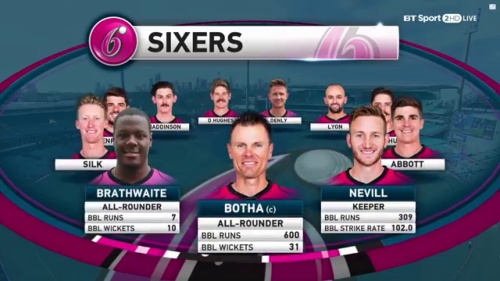 BT Sport 2HD LIVE
6 SIXERS
ADDINSON
D HUGHES
DENLY
LYON
SILK
ABBOTT
BRATHWAITE
ALL-ROUNDER
BBL RUNS 7
BBL WICKETS 10
BOTHA (c)
ALL-ROUNDER
BBL RUNS 600
BBL WICKETS 31
NEVILL
KEEPER
BBL RUNS 309
BBL STRIKE RATE 102.0